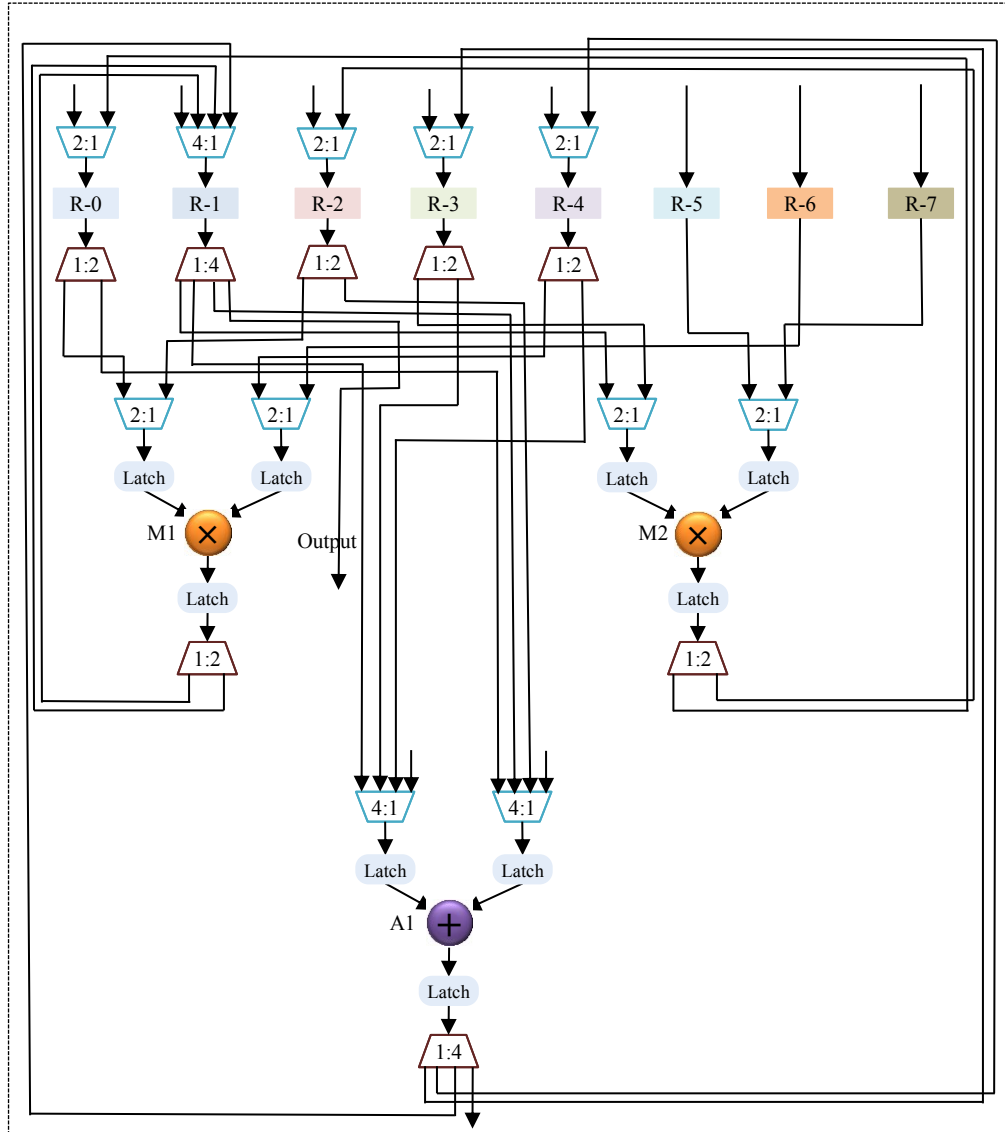 2:1 4:1 2:1 2:1 2:1
R-0 R-1 R-2 R-3 R-4 R-5 R-6 R-7
1:2 1:4 1:2 1:2 1:2
2:1 2:1 2:1 2:1
Latch Latch Latch Latch
M1 × Output M2 ×
Latch Latch
1:2 1:2
4:1 4:1
Latch Latch
A1 +
Latch
1:4